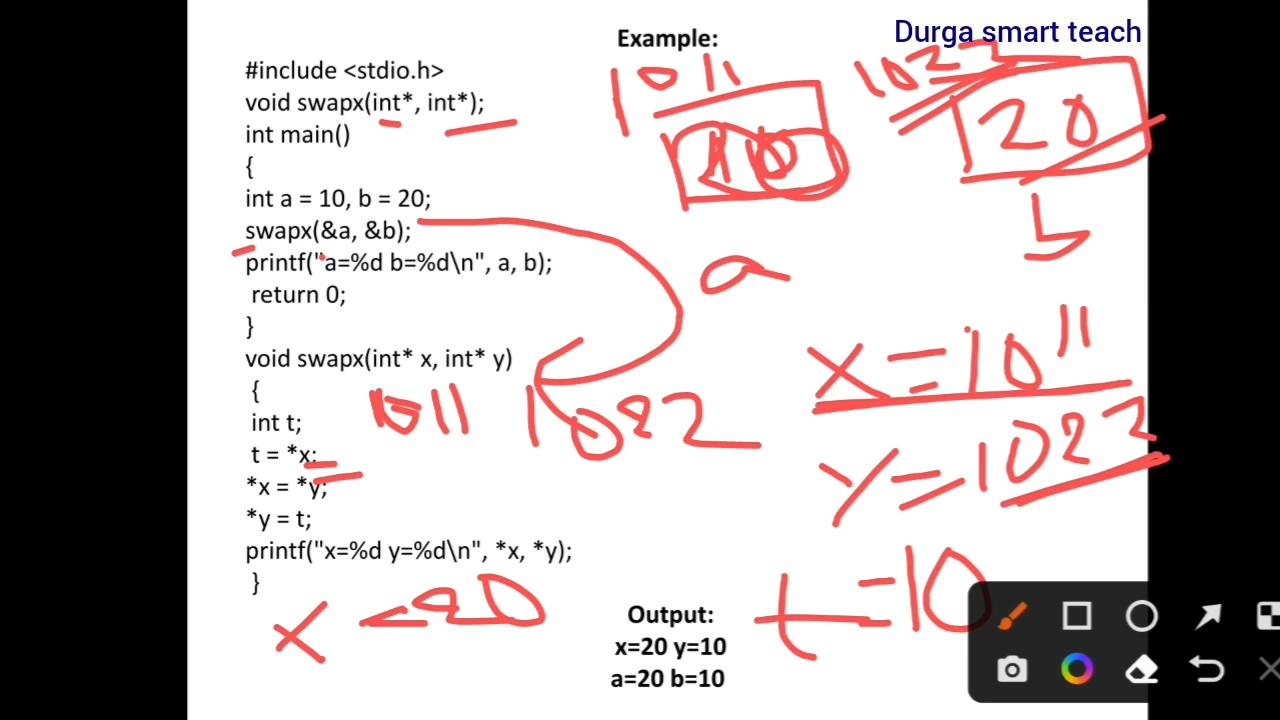 Durga smart teach
Example:
#include <stdio.h>
void swapx(int*, int*);
int main()
{
int a = 10, b = 20;
swapx(&a, &b);
printf("a=%d b=%d\n", a, b);
return 0;
}
void swapx(int* x, int* y)
{
int t;
t = *x;
*x = *y;
*y = t;
printf("x=%d y=%d\n", *x, *y);
}
Output:
x=20 y=10
a=20 b=10
1011
1022
10
20
a
b
1011 1022
x=1011
y=1022
t=10
x =20